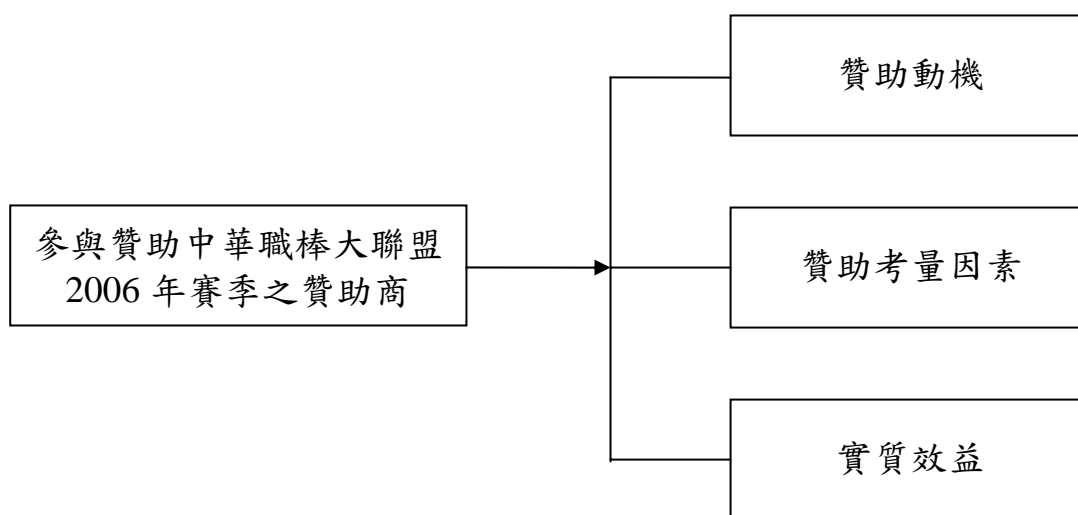 贊助動機
參與贊助中華職棒大聯盟
2006 年賽季之贊助商
贊助考量因素
實質效益